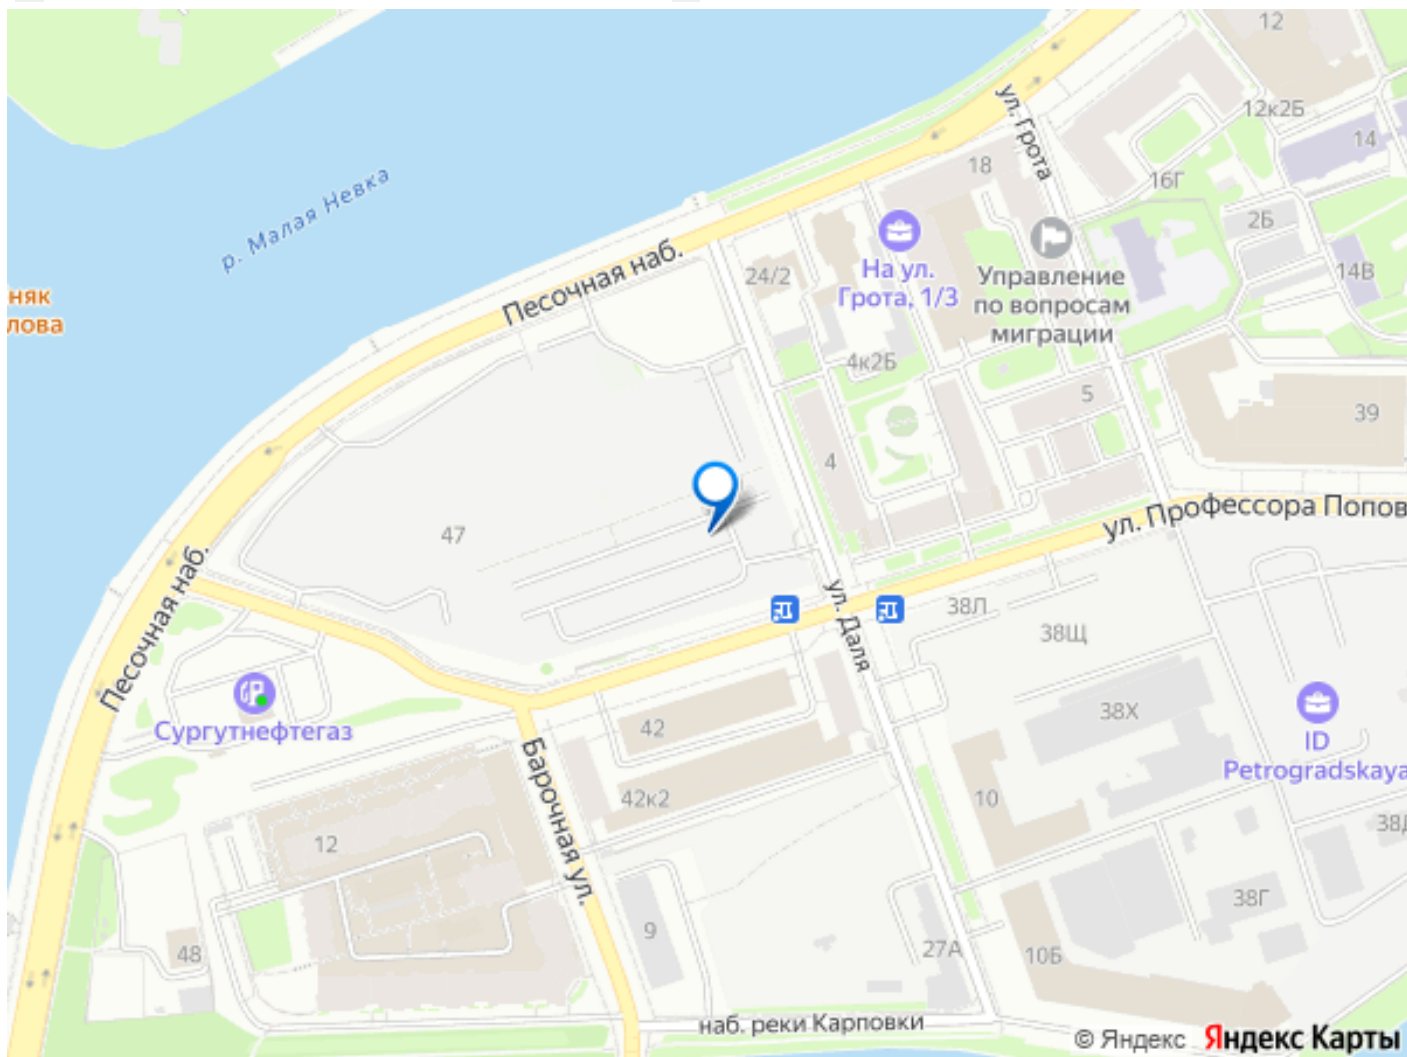 12
ул. Грота
12к2Б
14
18
16Г
2Б
р. Малая Невка
Песочная наб.
24/2
На ул.
Грота, 1/3
Управление
по вопросам
миграции
14В
няк
лова
4к2Б
5
39
4
47
ул. Профессора Попов
Песочная наб.
ул. Даля
38Л
38Щ
Сургутнефтегаз
42
38Х
ID
Petrogradskaya
Барочная ул.
42к2
10
12
38Г
9
48
27А
10Б
наб. реки Карповки
© Яндекс Яндекс Карты